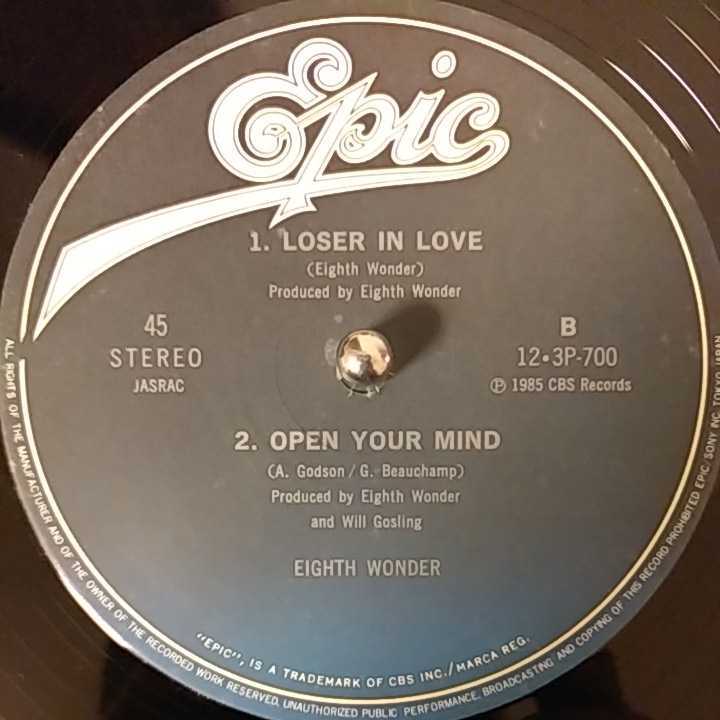 Epic
1. LOSER IN LOVE
(Eighth Wonder)
Produced by Eighth Wonder
45
STEREO
JASRAC
B
12•3P-700
Ⓟ 1985 CBS Records
2. OPEN YOUR MIND
(A. Godson / G. Beauchamp)
Produced by Eighth Wonder
and Will Gosling
EIGHTH WONDER
"EPIC", IS A TRADEMARK OF CBS INC./MARCA REG.
ALL RIGHTS OF THE MANUFACTURER AND OF THE OWNER OF THE RECORDED WORK RESERVED. UNAUTHORIZED PUBLIC PERFORMANCE, BROADCASTING AND COPYING OF THIS RECORD PROHIBITED EPIC/SONY INC. TOKYO JAPAN